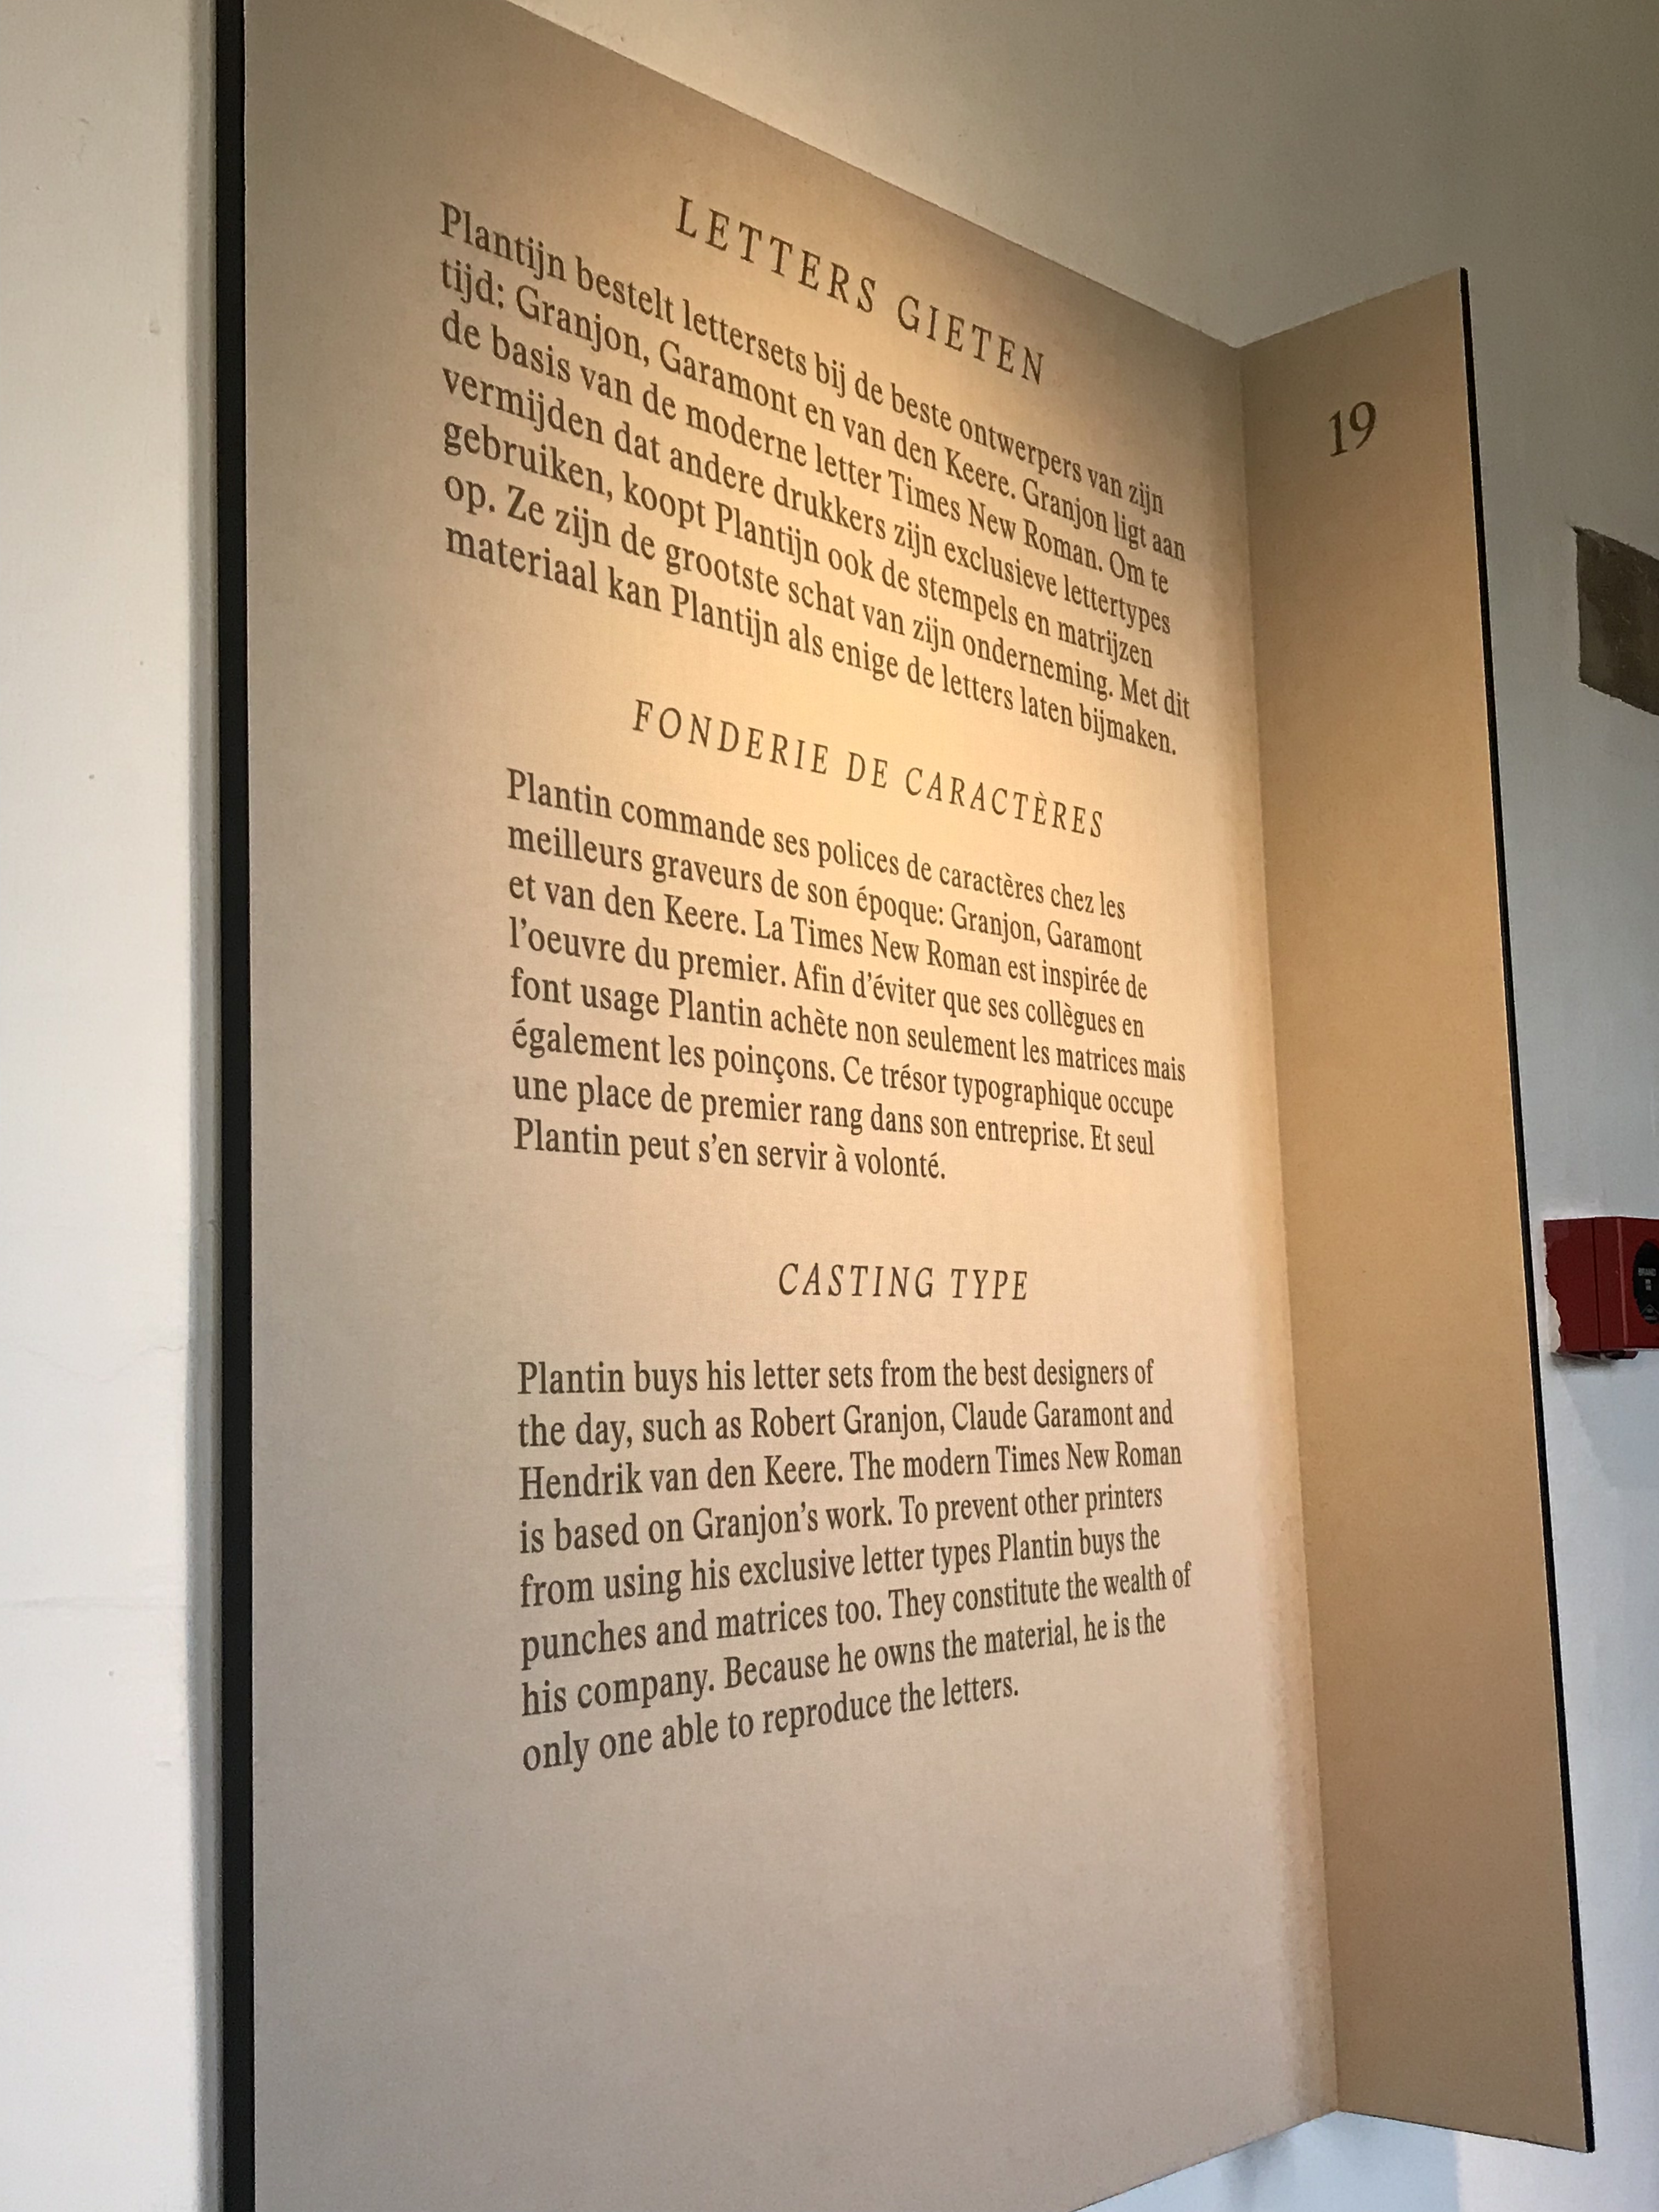 LETTERS GIETEN
Plantijn bestelt lettersets bij de beste ontwerpers van zijn
tijd: Granjon, Garamont en van den Keere. Granjon ligt aan
de basis van de moderne letter Times New Roman. Om te
vermijden dat andere drukkers zijn exclusieve lettertypes
gebruiken, koopt Plantijn ook de stempels en matrijzen
op. Ze zijn de grootste schat van zijn onderneming. Met dit
materiaal kan Plantijn als enige de letters laten bijmaken.
FONDERIE DE CARACTÈRES
Plantin commande ses polices de caractères chez les
meilleurs graveurs de son époque: Granjon, Garamont
et van den Keere. La Times New Roman est inspirée de
l'oeuvre du premier. Afin d'éviter que ses collègues en
font usage Plantin achète non seulement les matrices mais
également les poinçons. Ce trésor typographique occupe
une place de premier rang dans son entreprise. Et seul
Plantin peut s'en servir à volonté.
CASTING TYPE
Plantin buys his letter sets from the best designers of
the day, such as Robert Granjon, Claude Garamont and
Hendrik van den Keere. The modern Times New Roman
is based on Granjon's work. To prevent other printers
from using his exclusive letter types Plantin buys the
punches and matrices too. They constitute the wealth of
his company. Because he owns the material, he is the
only one able to reproduce the letters.
19
BRAND